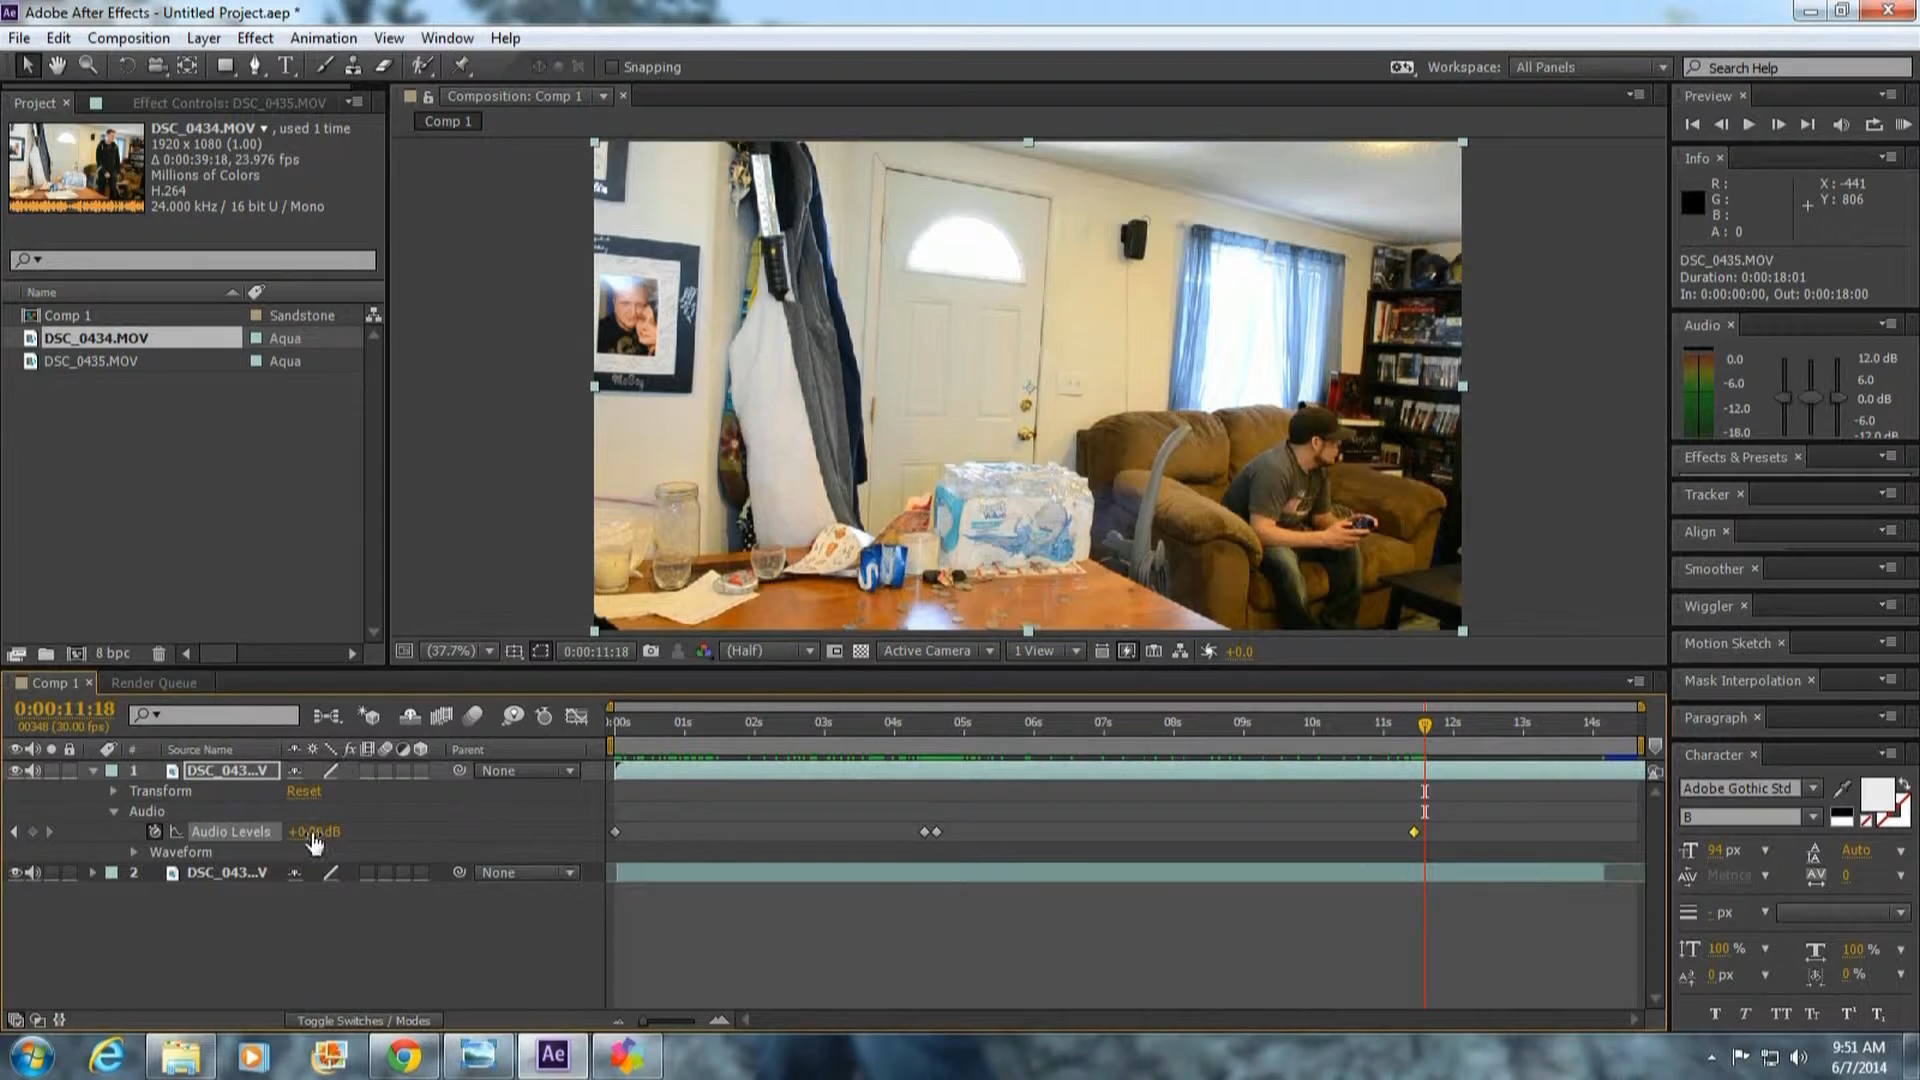 Adobe After Effects - Untitled Project.aep *
File Edit Composition Layer Effect Animation View Window Help
Snapping
Workspace: All Panels
Search Help
Project Effect Controls: DSC_0435.MOV
DSC_0434.MOV , used 1 time
1920 x 1080 (1.00)
Δ 0:00:39:18, 23.976 fps
Millions of Colors
H.264
24.000 kHz / 16 bit U / Mono
Name
Comp 1 Sandstone
DSC_0434.MOV Aqua
DSC_0435.MOV Aqua
8 bpc
Composition: Comp 1
Comp 1
(37.7%) 0:00:11:18 (Half) Active Camera 1 View +0.0
Preview
Info
R :
G :
B :
A : 0
X : -441
Y : 806
DSC_0435.MOV
Duration: 0:00:18:01
In: 0:00:00:00, Out: 0:00:18:00
Audio
0.0
-6.0
-12.0
-18.0
12.0 dB
6.0
0.0 dB
-6.0
-12.0 dB
Effects & Presets
Tracker
Align
Smoother
Wiggler
Motion Sketch
Mask Interpolation
Paragraph
Character
Adobe Gothic Std
B
94 px Auto
Metrics 0
- px
100 % 100 %
0 px 0 %
T T TT Tт T¹ T₁
Comp 1 Render Queue
0:00:11:18
00348 (30.00 fps)
):00s 01s 02s 03s 04s 05s 06s 07s 08s 09s 10s 11s 12s 13s 14s
# Source Name fx Parent
1 DSC_043...V None
Transform Reset
Audio
Audio Levels
Waveform
2 DSC_043...V None
Toggle Switches / Modes
Ae
9:51 AM
6/7/2014